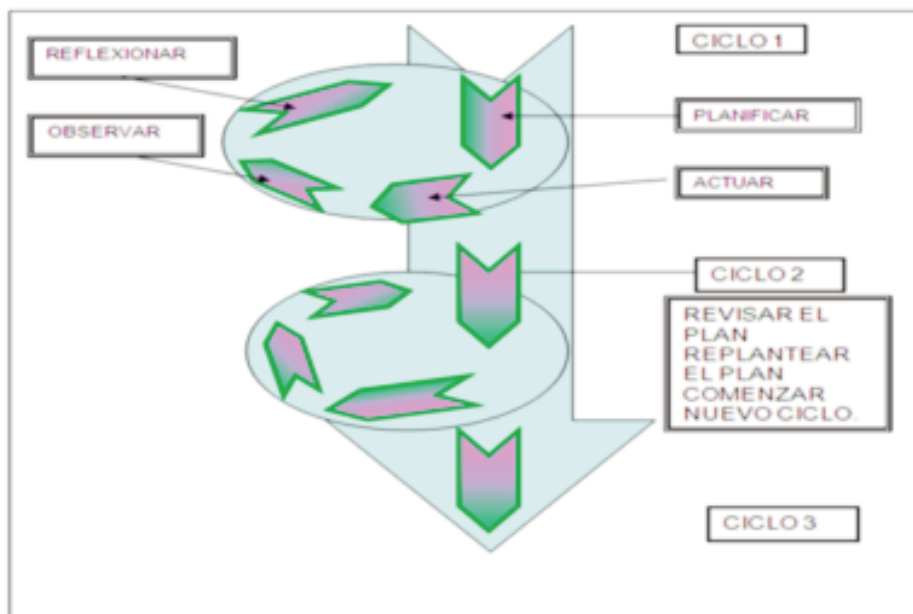 REFLEXIONAR
OBSERVAR
CICLO 1
PLANIFICAR
ACTUAR
CICLO 2
REVISAR EL
PLAN
REPLANTEAR
EL PLAN
COMENZAR
NUEVO CICLO.
CICLO 3